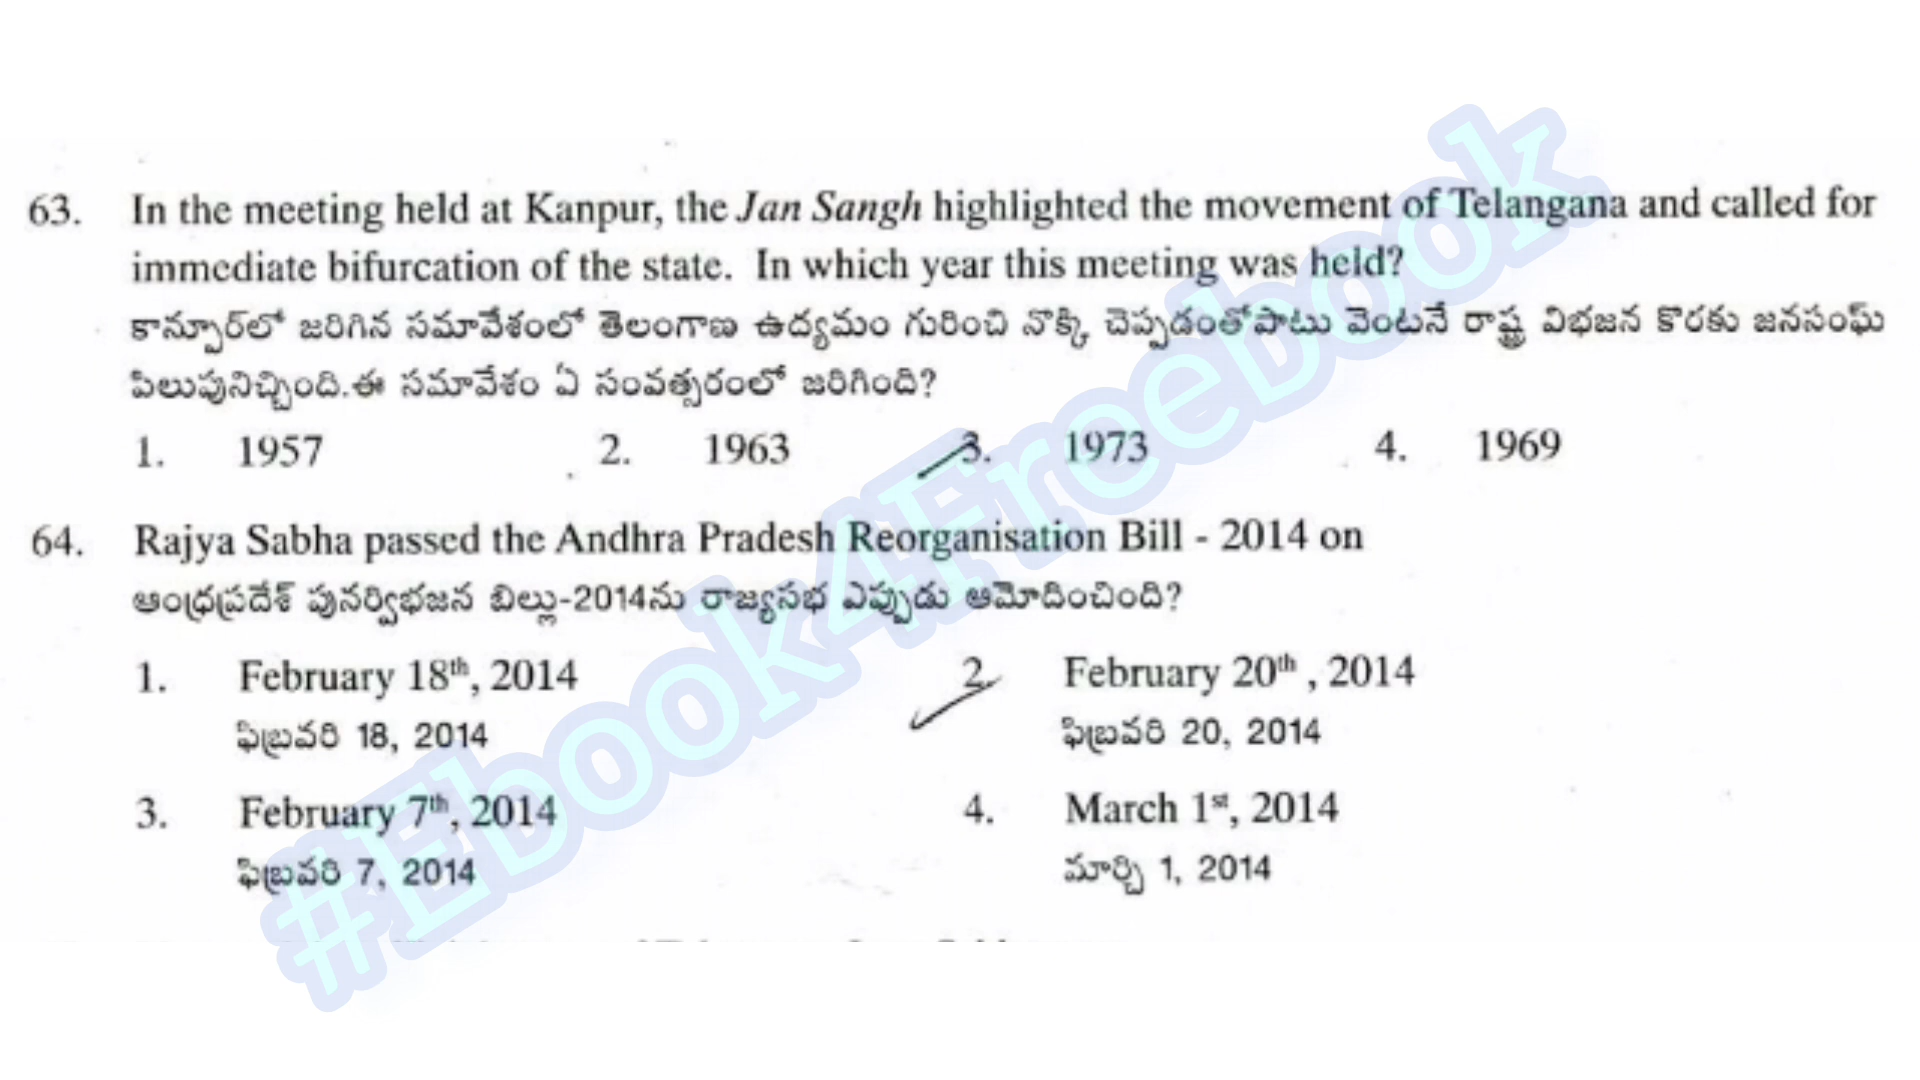 63. In the meeting held at Kanpur, the Jan Sangh highlighted the movement of Telangana and called for
immediate bifurcation of the state. In which year this meeting was held?
కాన్పూర్‌లో జరిగిన సమావేశంలో తెలంగాణ ఉద్యమం గురించి నొక్కి చెప్పడంతోపాటు వెంటనే రాష్ట్ర విభజన కొరకు జనసంఘ్
పిలుపునిచ్చింది.ఈ సమావేశం ఏ సంవత్సరంలో జరిగింది?
1. 1957 2. 1963 3. 1973 4. 1969
64. Rajya Sabha passed the Andhra Pradesh Reorganisation Bill - 2014 on
ఆంధ్రప్రదేశ్ పునర్విభజన బిల్లు-2014ను రాజ్యసభ ఎప్పుడు ఆమోదించింది?
1. February 18th, 2014 2. February 20th , 2014
ఫిబ్రవరి 18, 2014 ఫిబ్రవరి 20, 2014
3. February 7th, 2014 4. March 1st, 2014
ఫిబ్రవరి 7, 2014 మార్చి 1, 2014
#Ebook4Freebook